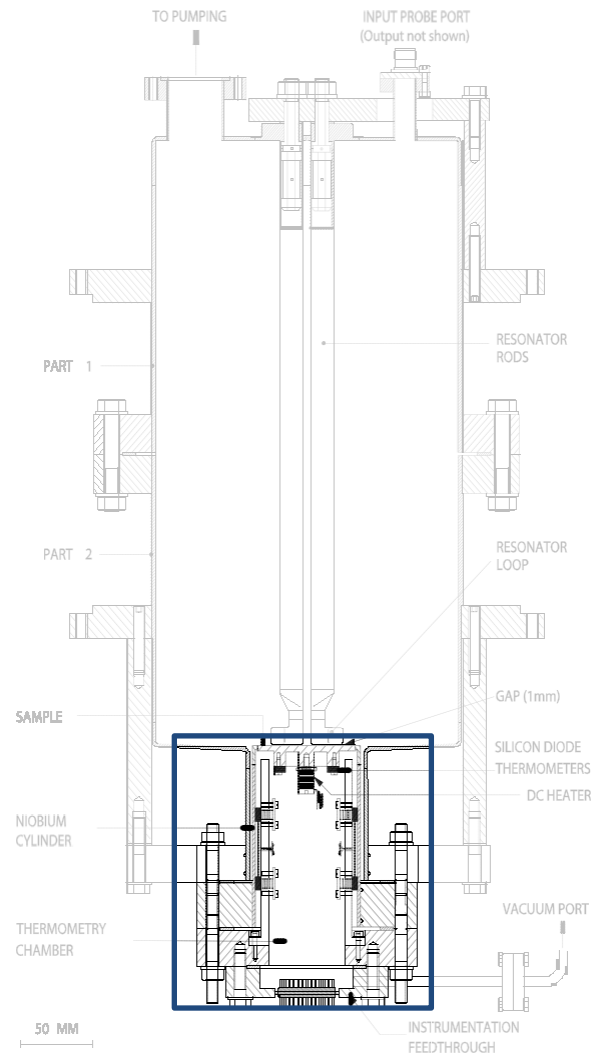 TO PUMPING
INPUT PROBE PORT
(Output not shown)
RESONATOR
RODS
PART 1
PART 2
RESONATOR
LOOP
GAP (1mm)
SAMPLE
SILICON DIODE
THERMOMETERS
DC HEATER
NIOBIUM
CYLINDER
VACUUM PORT
THERMOMETRY
CHAMBER
50 MM
INSTRUMENTATION
FEEDTHROUGH